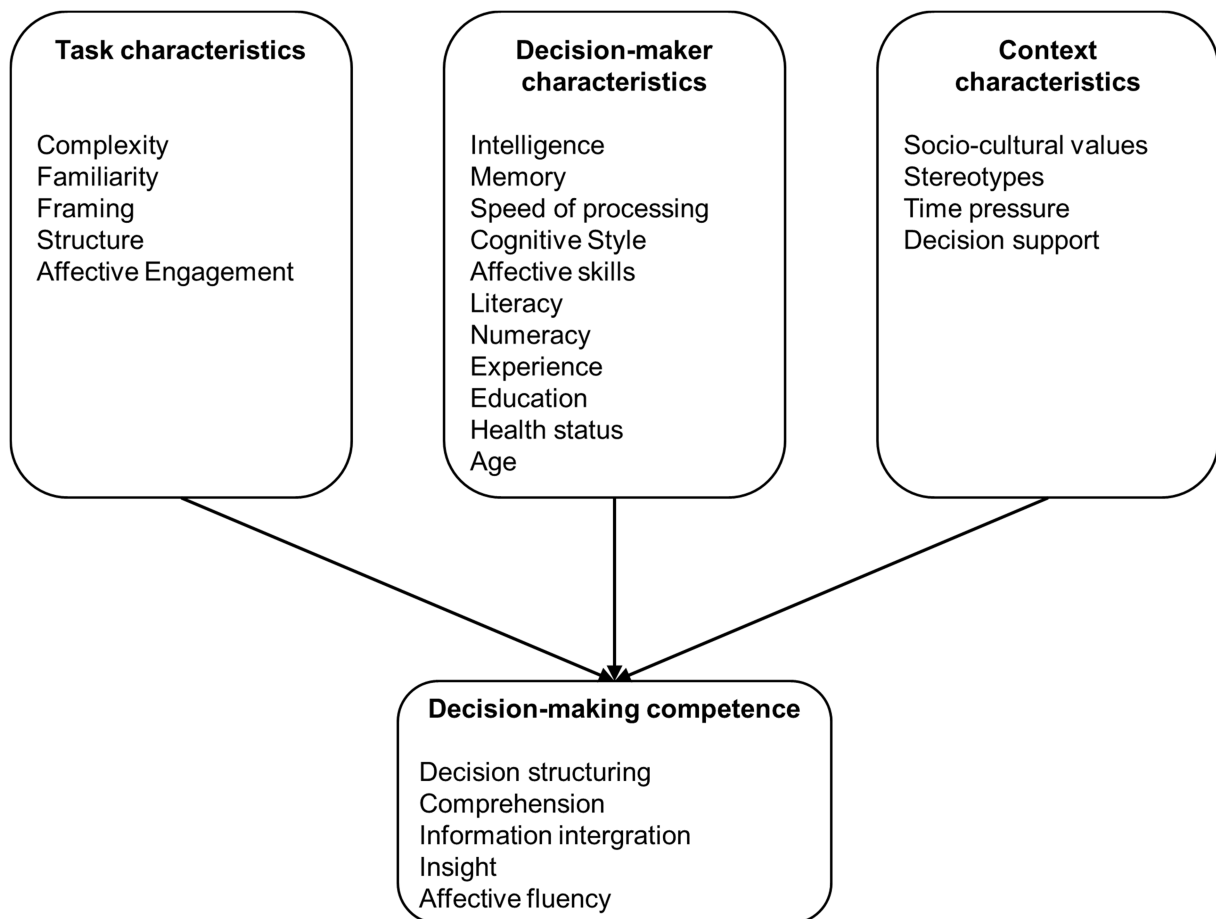 Task characteristics
Complexity
Familiarity
Framing
Structure
Affective Engagement
Decision-maker
characteristics
Intelligence
Memory
Speed of processing
Cognitive Style
Affective skills
Literacy
Numeracy
Experience
Education
Health status
Age
Context
characteristics
Socio-cultural values
Stereotypes
Time pressure
Decision support
Decision-making competence
Decision structuring
Comprehension
Information intergration
Insight
Affective fluency